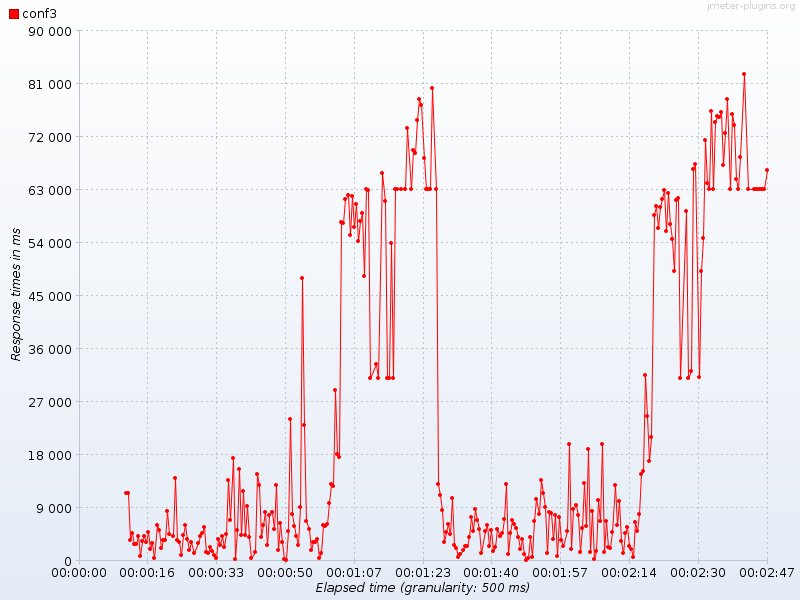 jmeter-plugins.org
conf3
90 000
81 000
72 000
63 000
54 000
45 000
36 000
27 000
18 000
9 000
0
Response times in ms
00:00:00 00:00:16 00:00:33 00:00:50 00:01:07 00:01:23 00:01:40 00:01:57 00:02:14 00:02:30 00:02:47
Elapsed time (granularity: 500 ms)